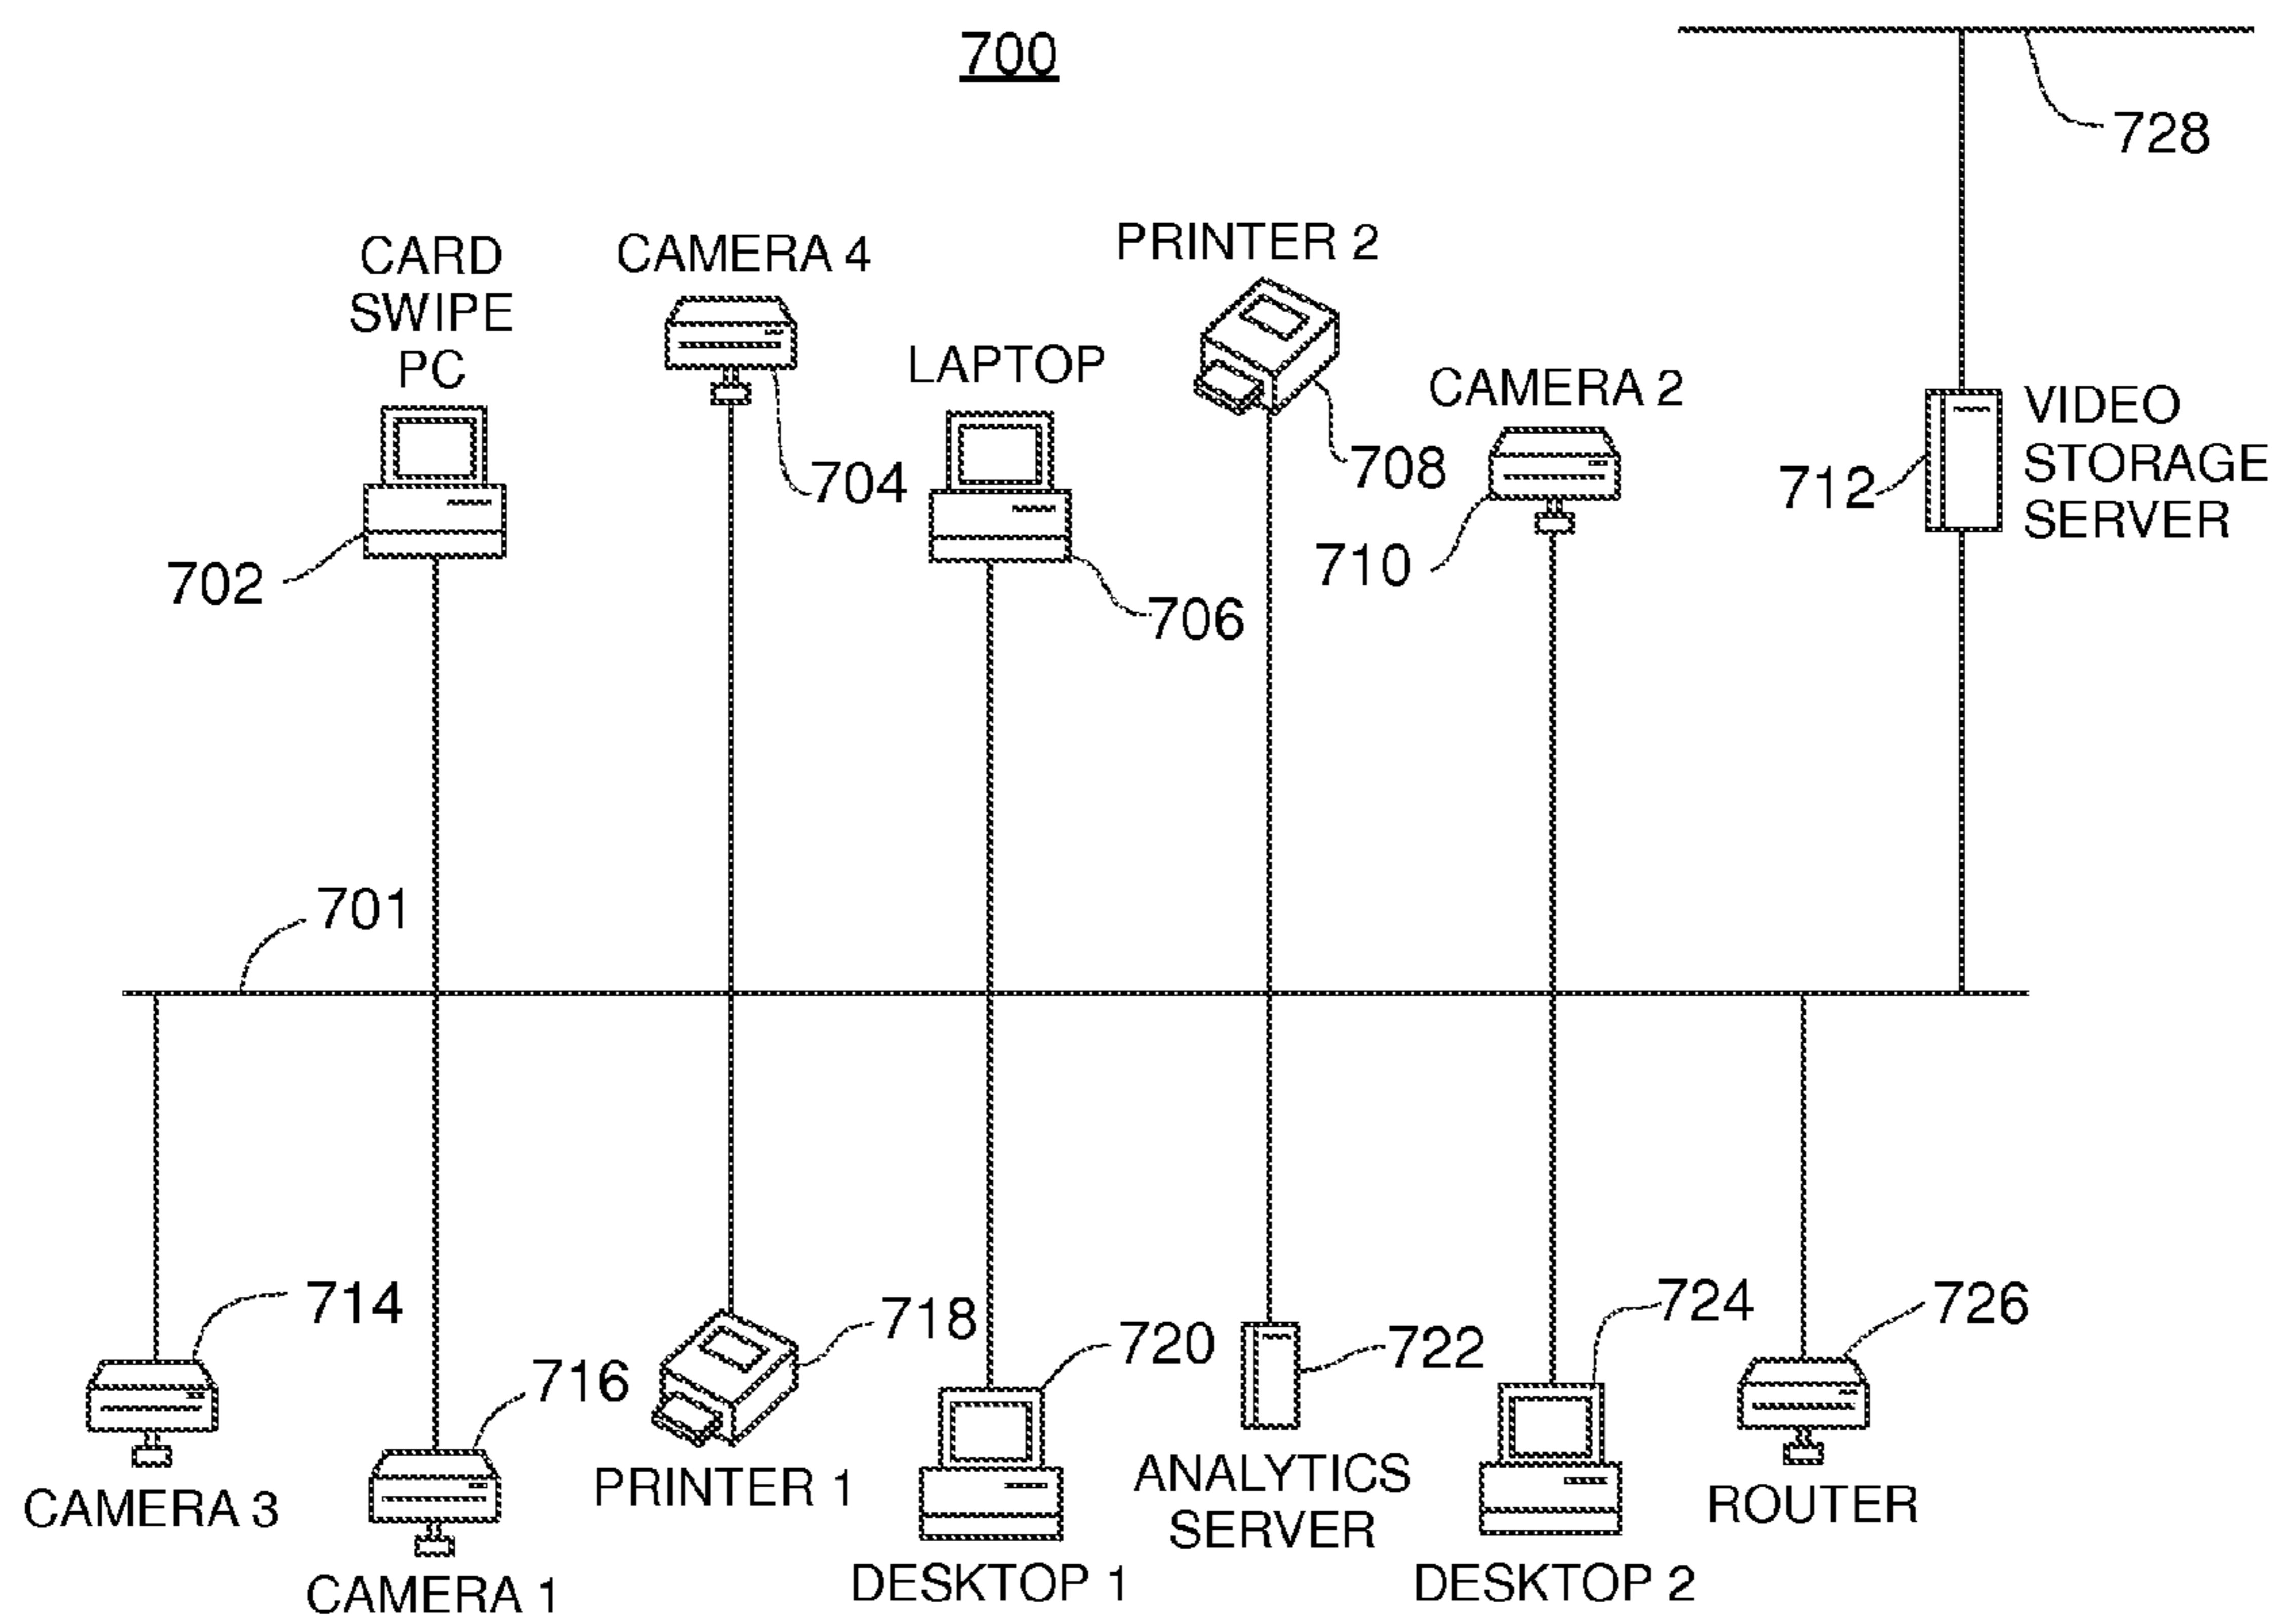 700
728
CARD
SWIPE
PC
CAMERA 4
PRINTER 2
LAPTOP
CAMERA 2
VIDEO
STORAGE
SERVER
702
704
706
708
710
712
701
714
716
718
720
722
724
726
CAMERA 3
CAMERA 1
PRINTER 1
DESKTOP 1
ANALYTICS
SERVER
DESKTOP 2
ROUTER